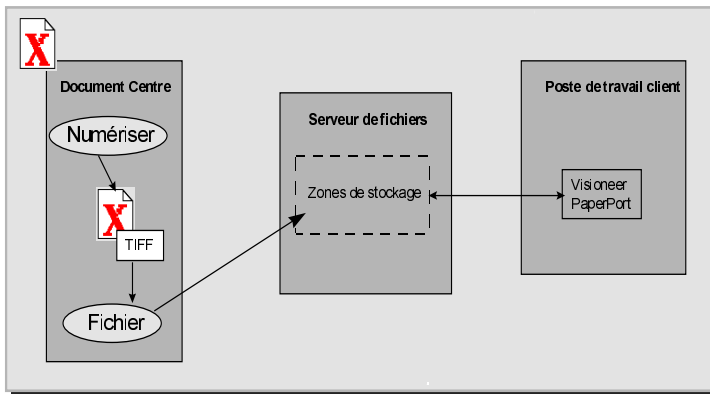 X
Document Centre
Numériser
X
TIFF
Fichier
Serveur de fichiers
Zones de stockage
Poste de travail client
Visioneer
PaperPort